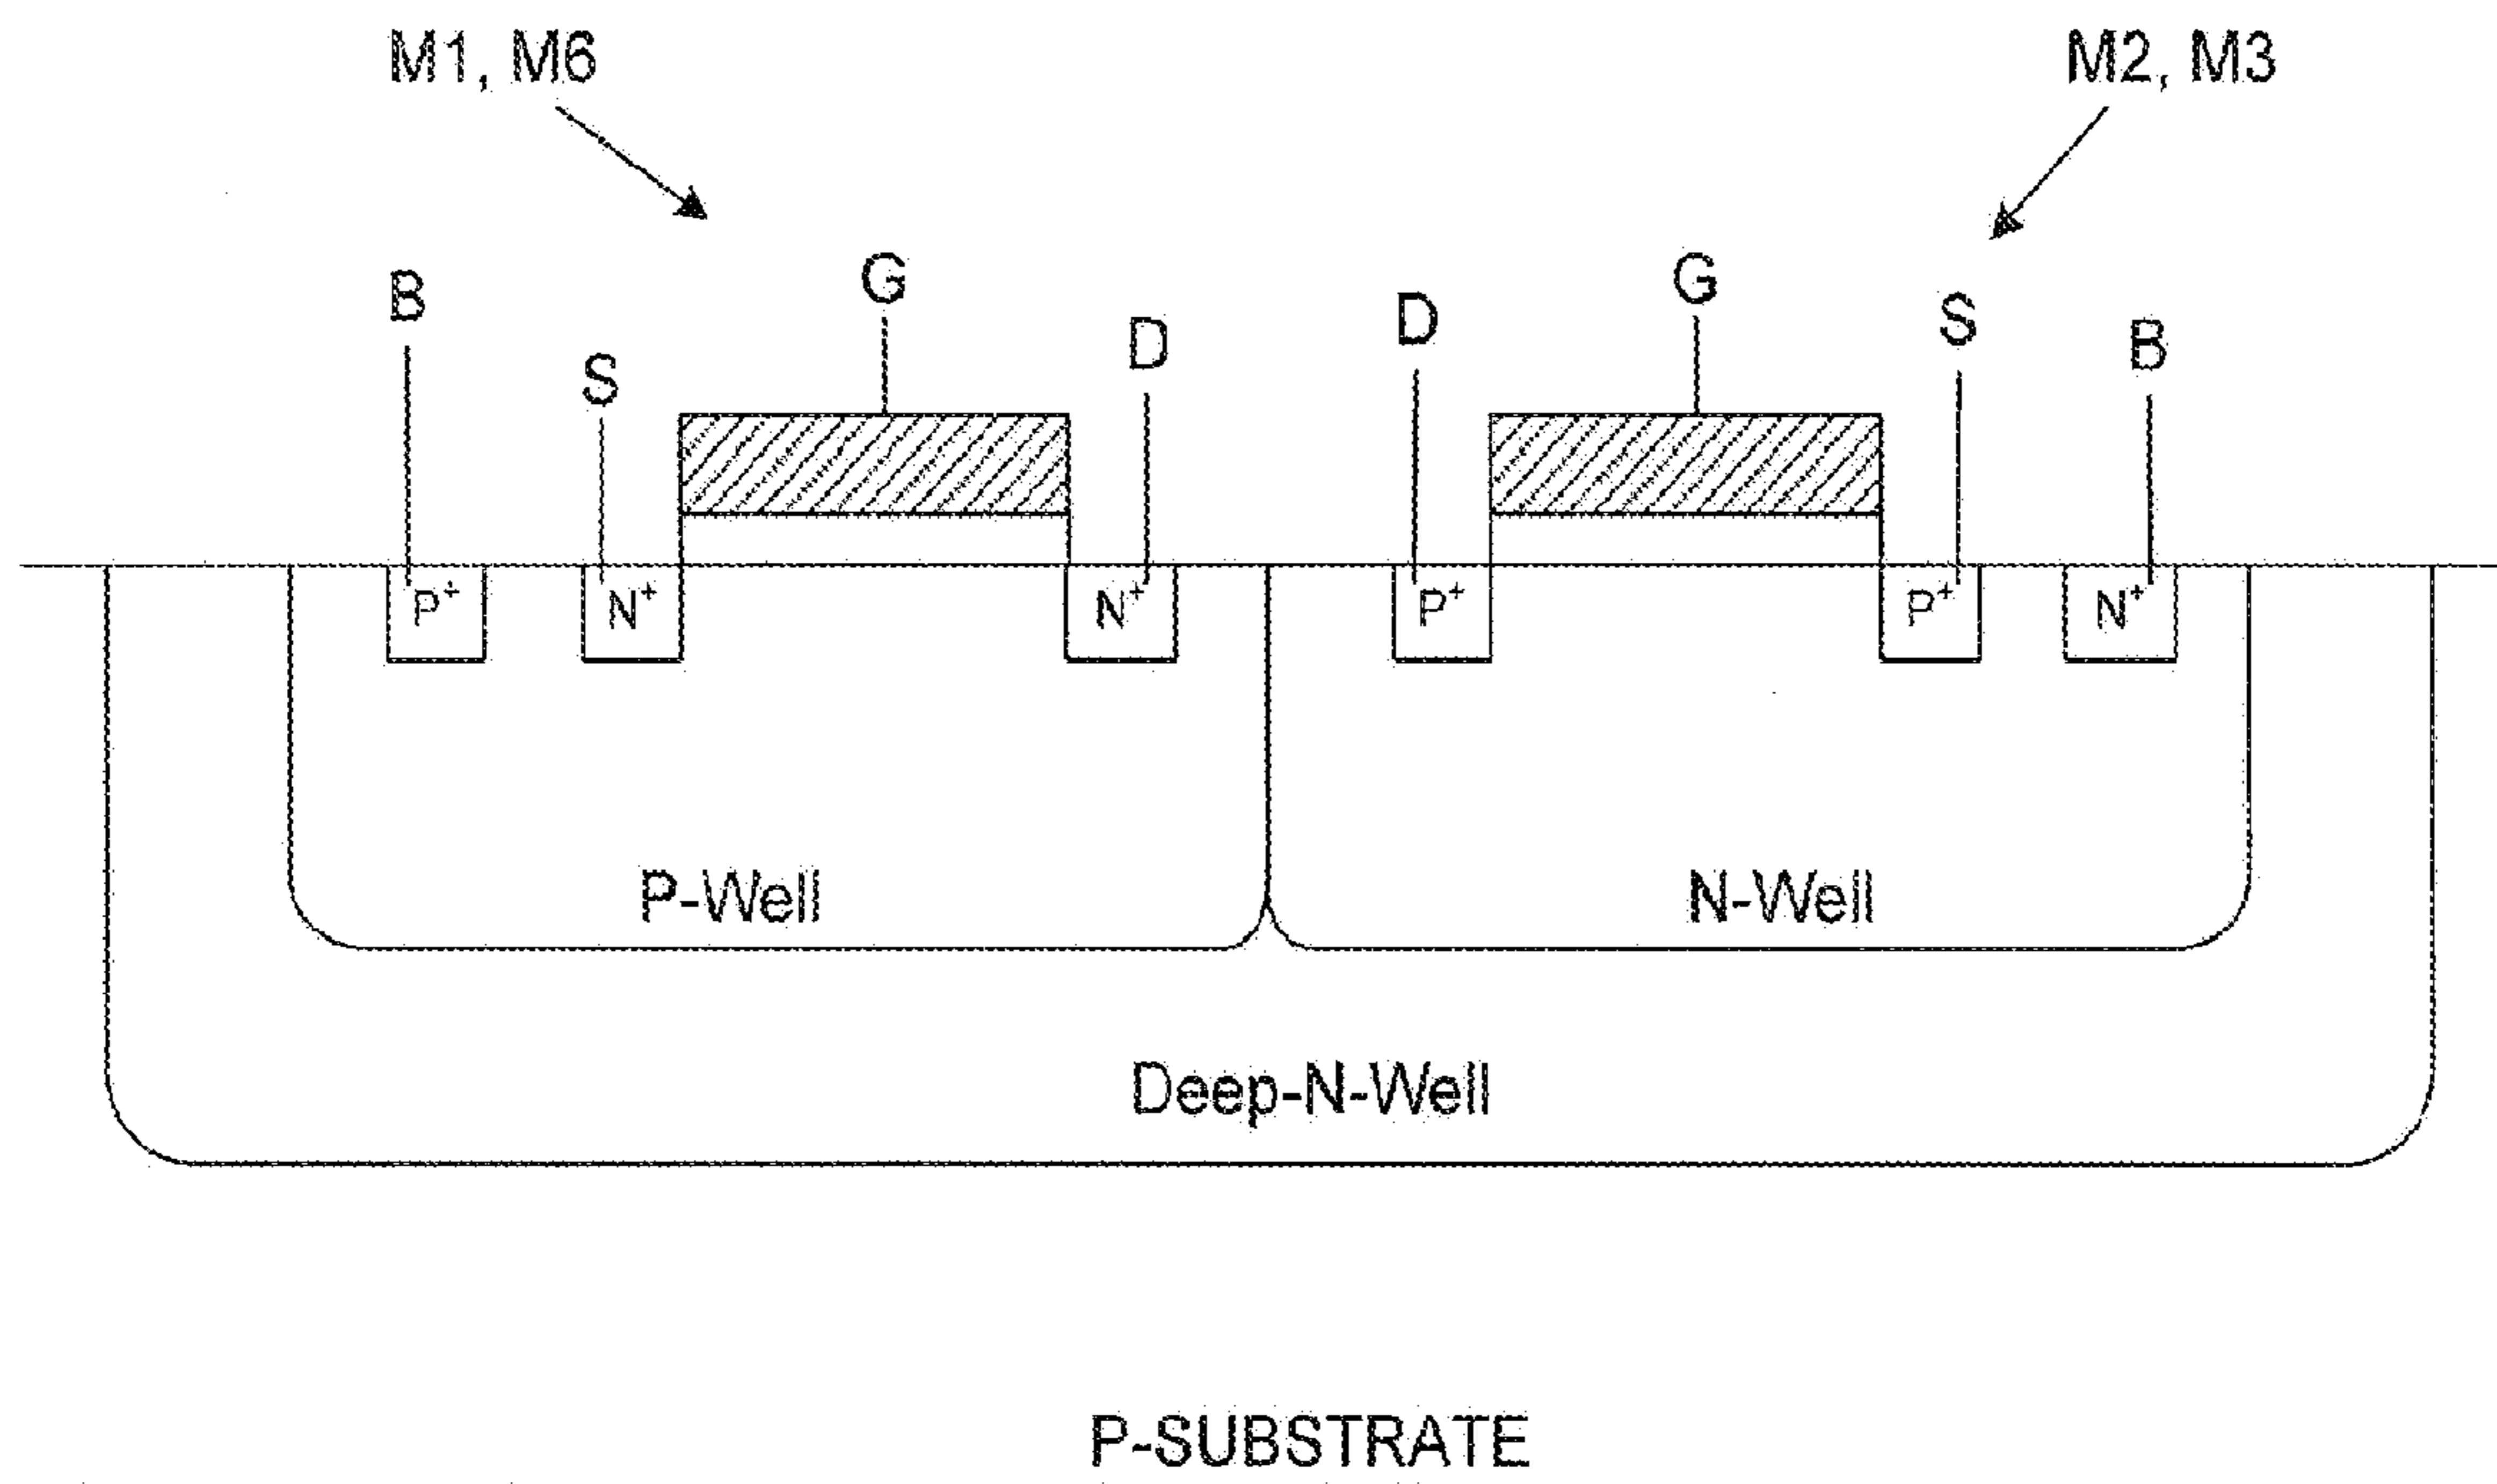 M1, M6
M2, M3
B
S
G
D
D
G
S
B
P+
N+
N+
P+
P+
N+
P-Well
N-Well
Deep-N-Well
P-SUBSTRATE